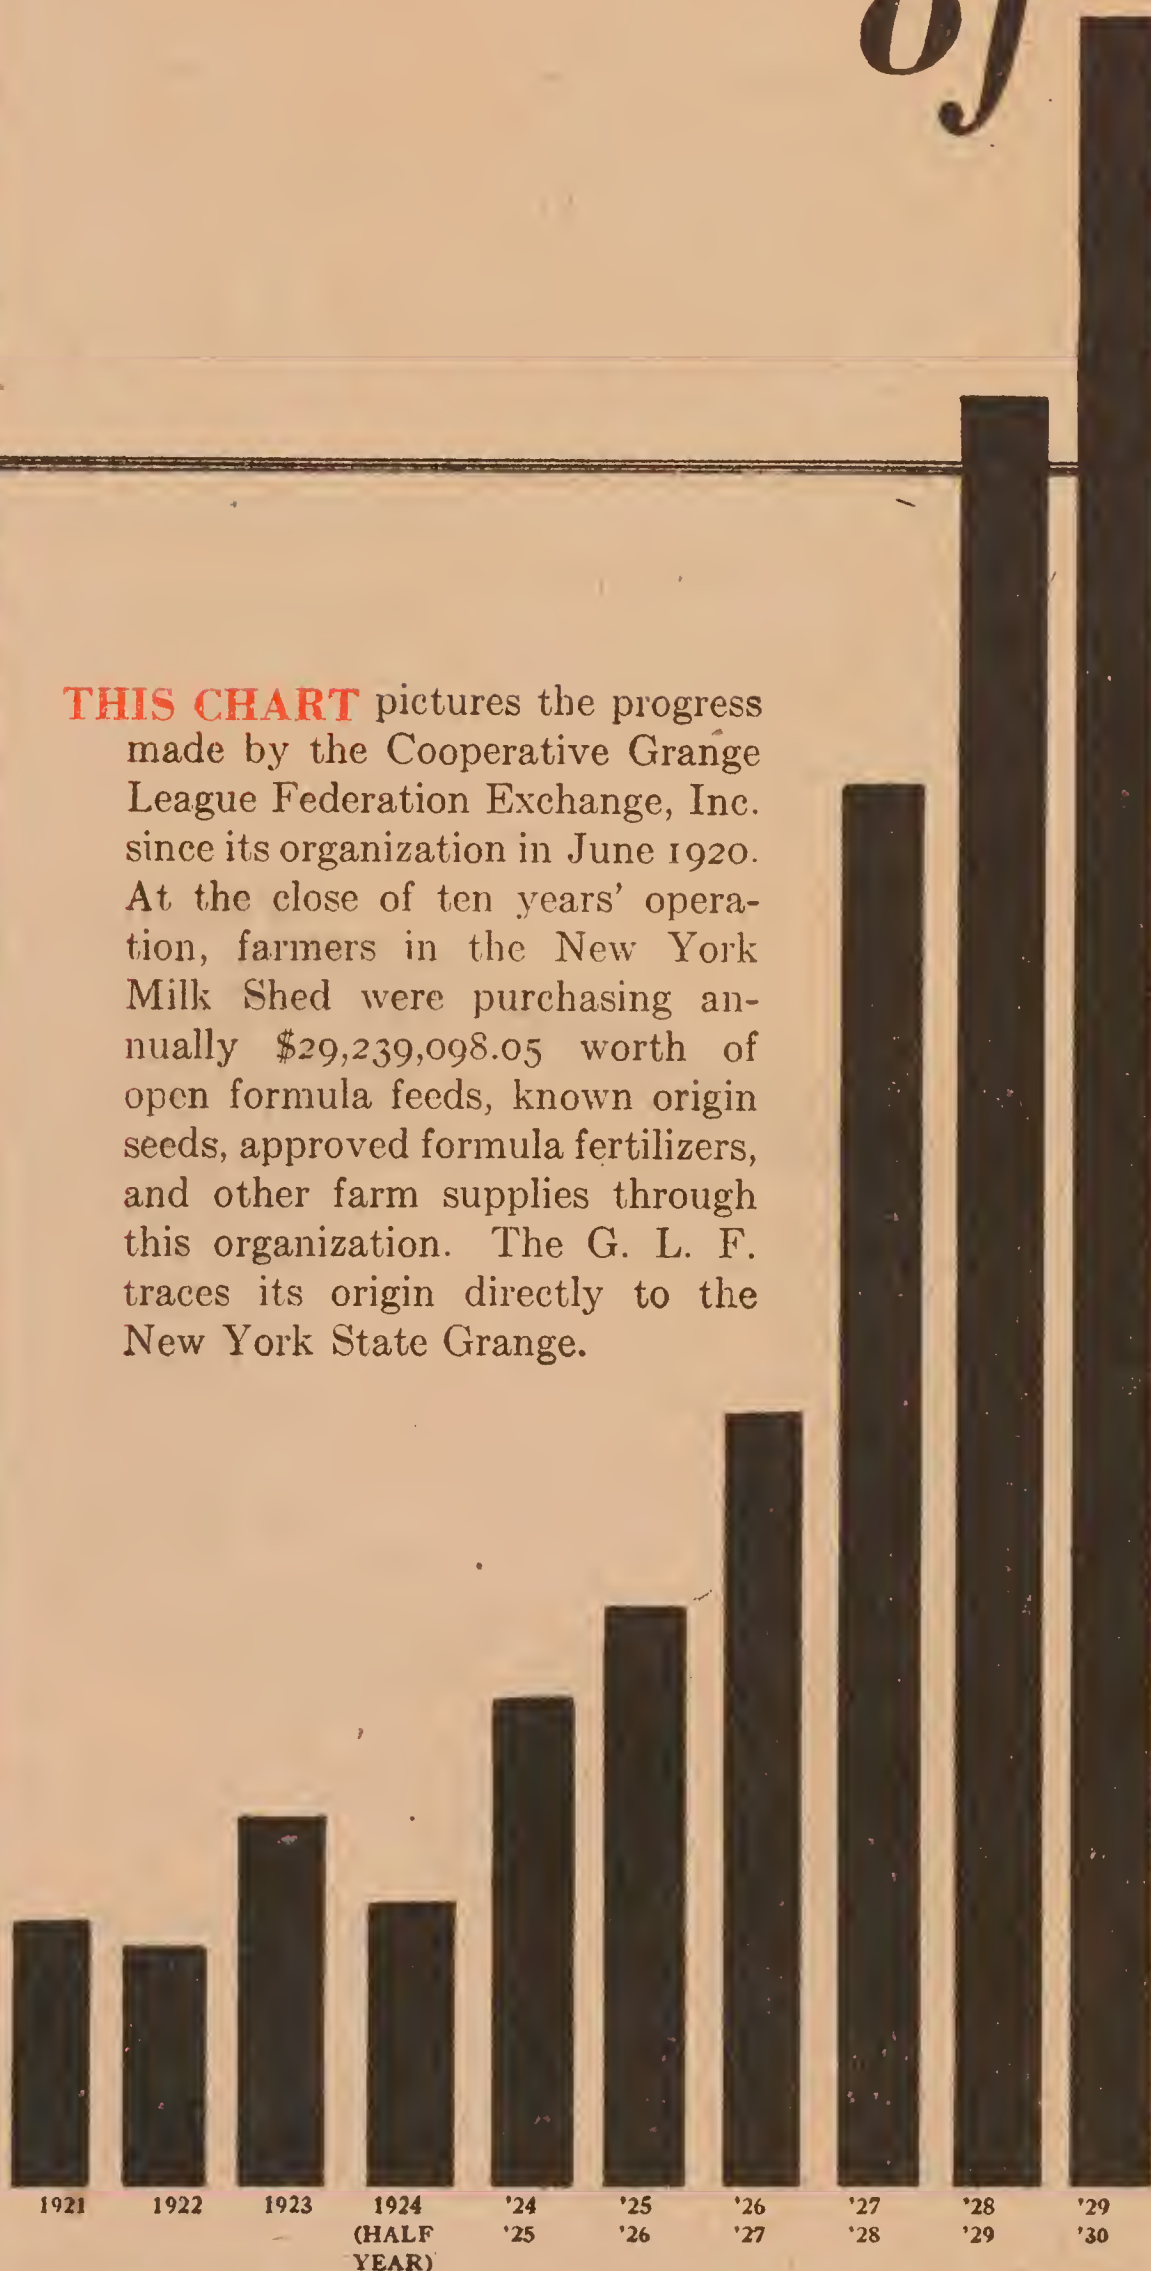 of
THIS CHART pictures the progress
made by the Cooperative Grange
League Federation Exchange, Inc.
since its organization in June 1920.
At the close of ten years' opera-
tion, farmers in the New York
Milk Shed were purchasing an-
nually $29,239,098.05 worth of
open formula feeds, known origin
seeds, approved formula fertilizers,
and other farm supplies through
this organization. The G. L. F.
traces its origin directly to the
New York State Grange.
1921 1922 1923 1924 '24 '25 '26 '27 '28 '29
(HALF '25 '26 '27 '28 '29 '30
YEAR)